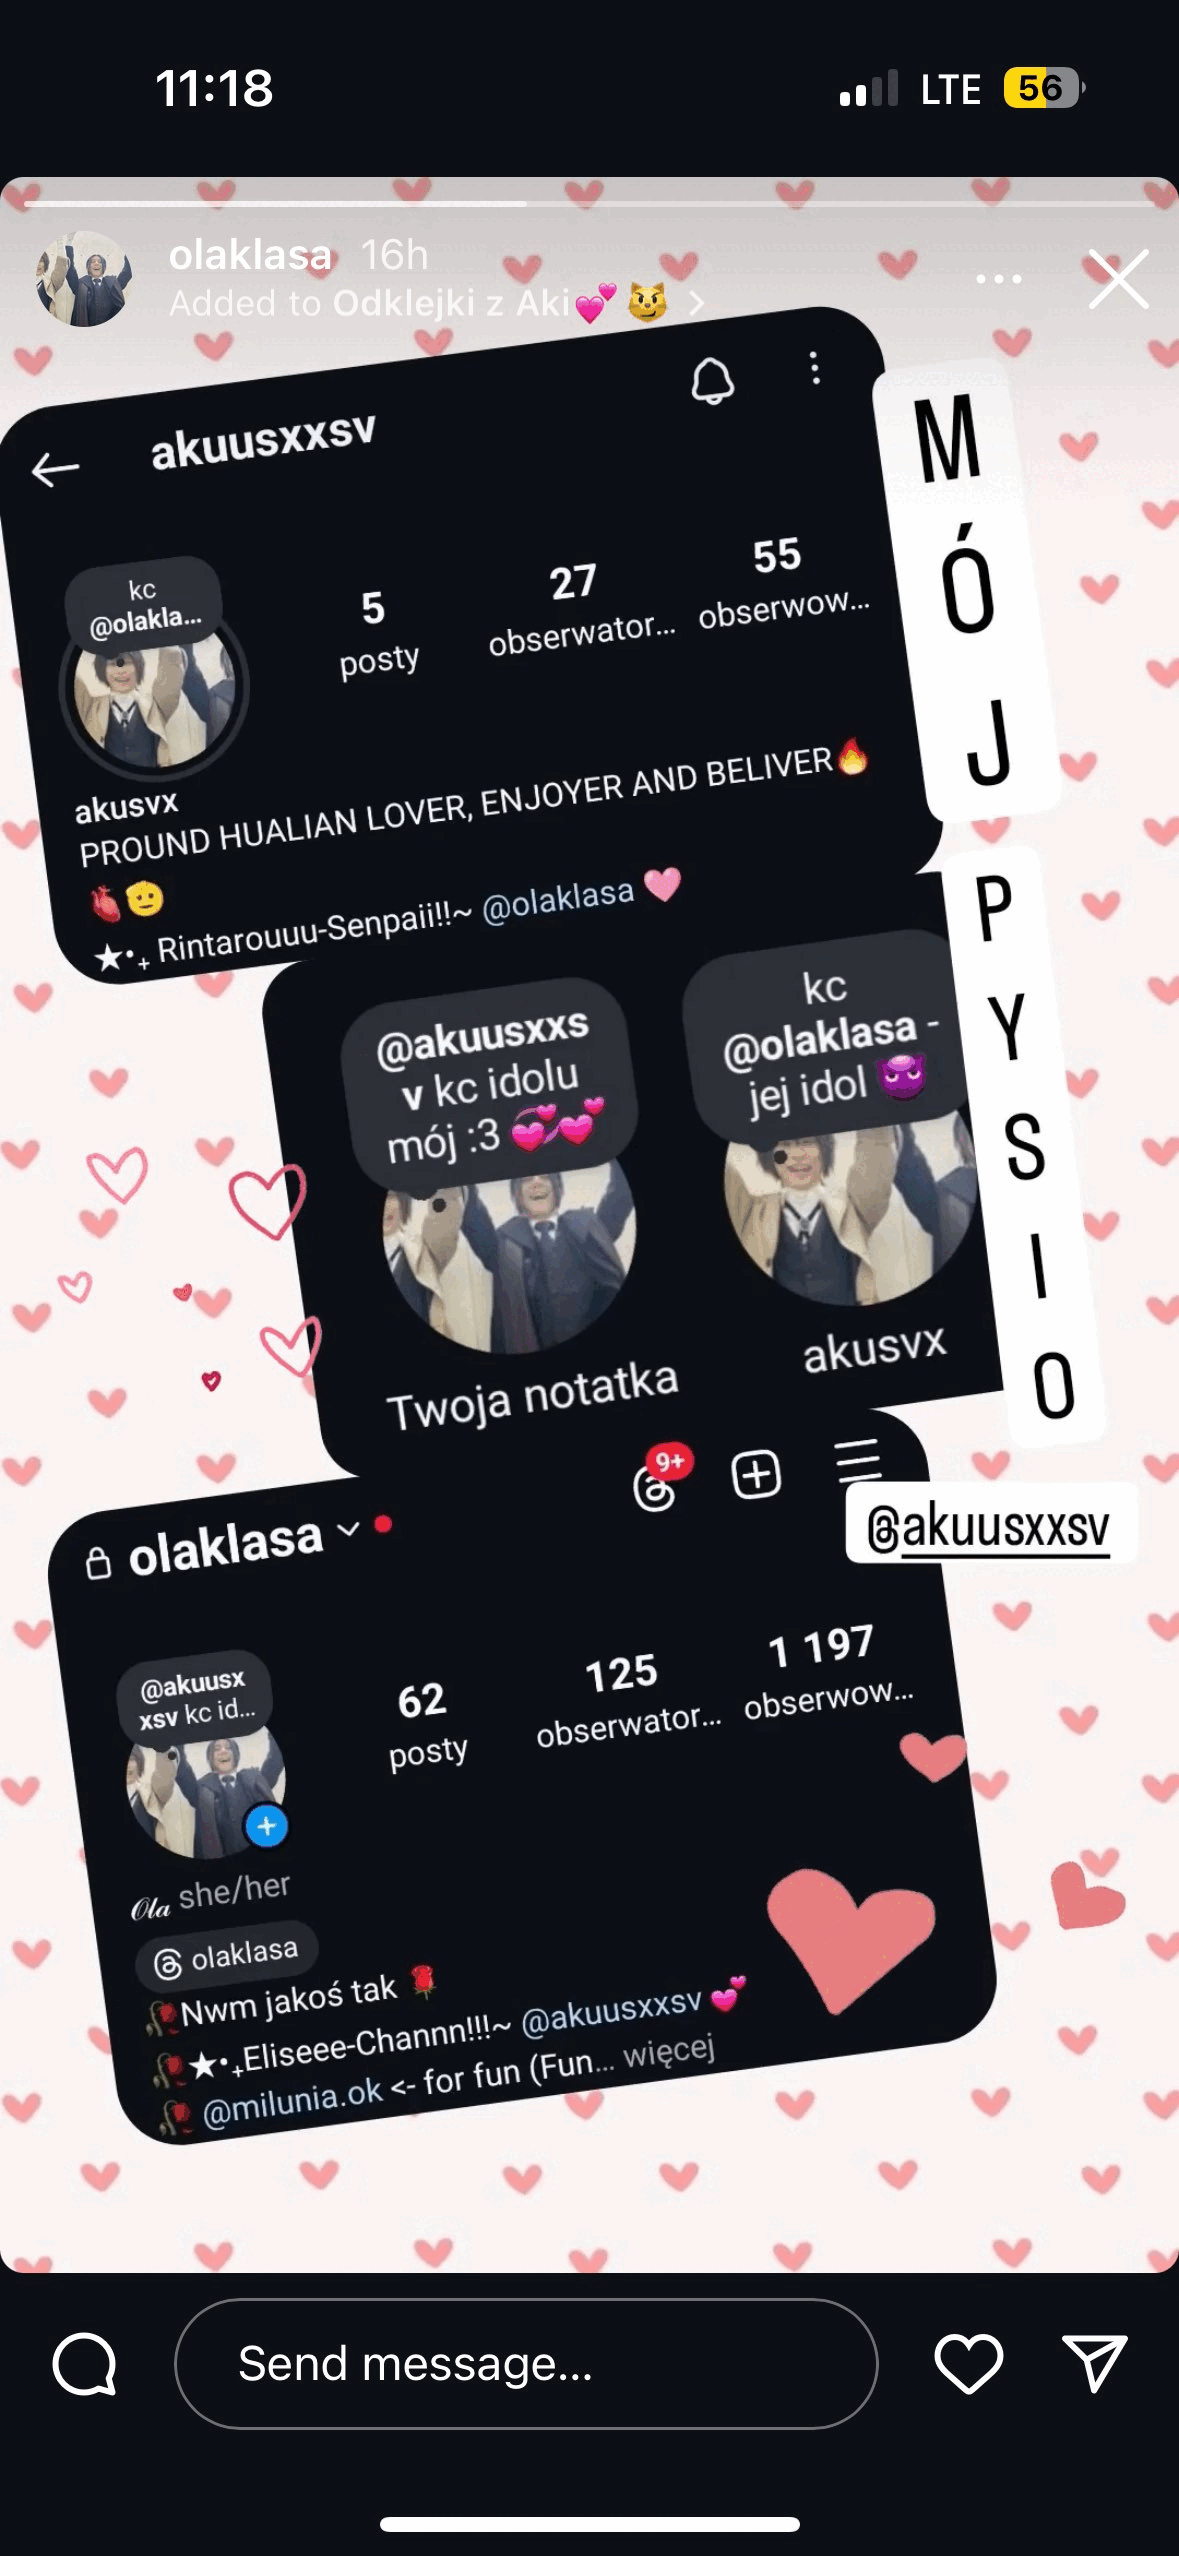 11:18
LTE 56
olaklasa 16h
Added to Odklejki z Aki💕😼 >
akuusxxsv
kc
@olakla...
5
posty
27
obserwator...
55
obserwow...
akusvx
PROUND HUALIAN LOVER, ENJOYER AND BELIVER🔥
🫀🫡
★•₊ Rintarouuu-Senpaii!!~ @olaklasa 🩷
M
Ó
J
P
Y
S
I
O
@akuusxxs
v kc idolu
mój :3 💞💕
kc
@olaklasa -
jej idol 😈
Twoja notatka
akusvx
@akuusxxsv
9+
olaklasa
@akuusx
xsv kc id...
62
posty
125
obserwator...
1 197
obserwow...
𝒪𝓁𝒶 she/her
olaklasa
🥀Nwm jakoś tak 🌹
🥀★•₊Eliseee-Channn!!!~ @akuusxxsv 💕
🥀 @milunia.ok <- for fun (Fun... więcej
Send message...